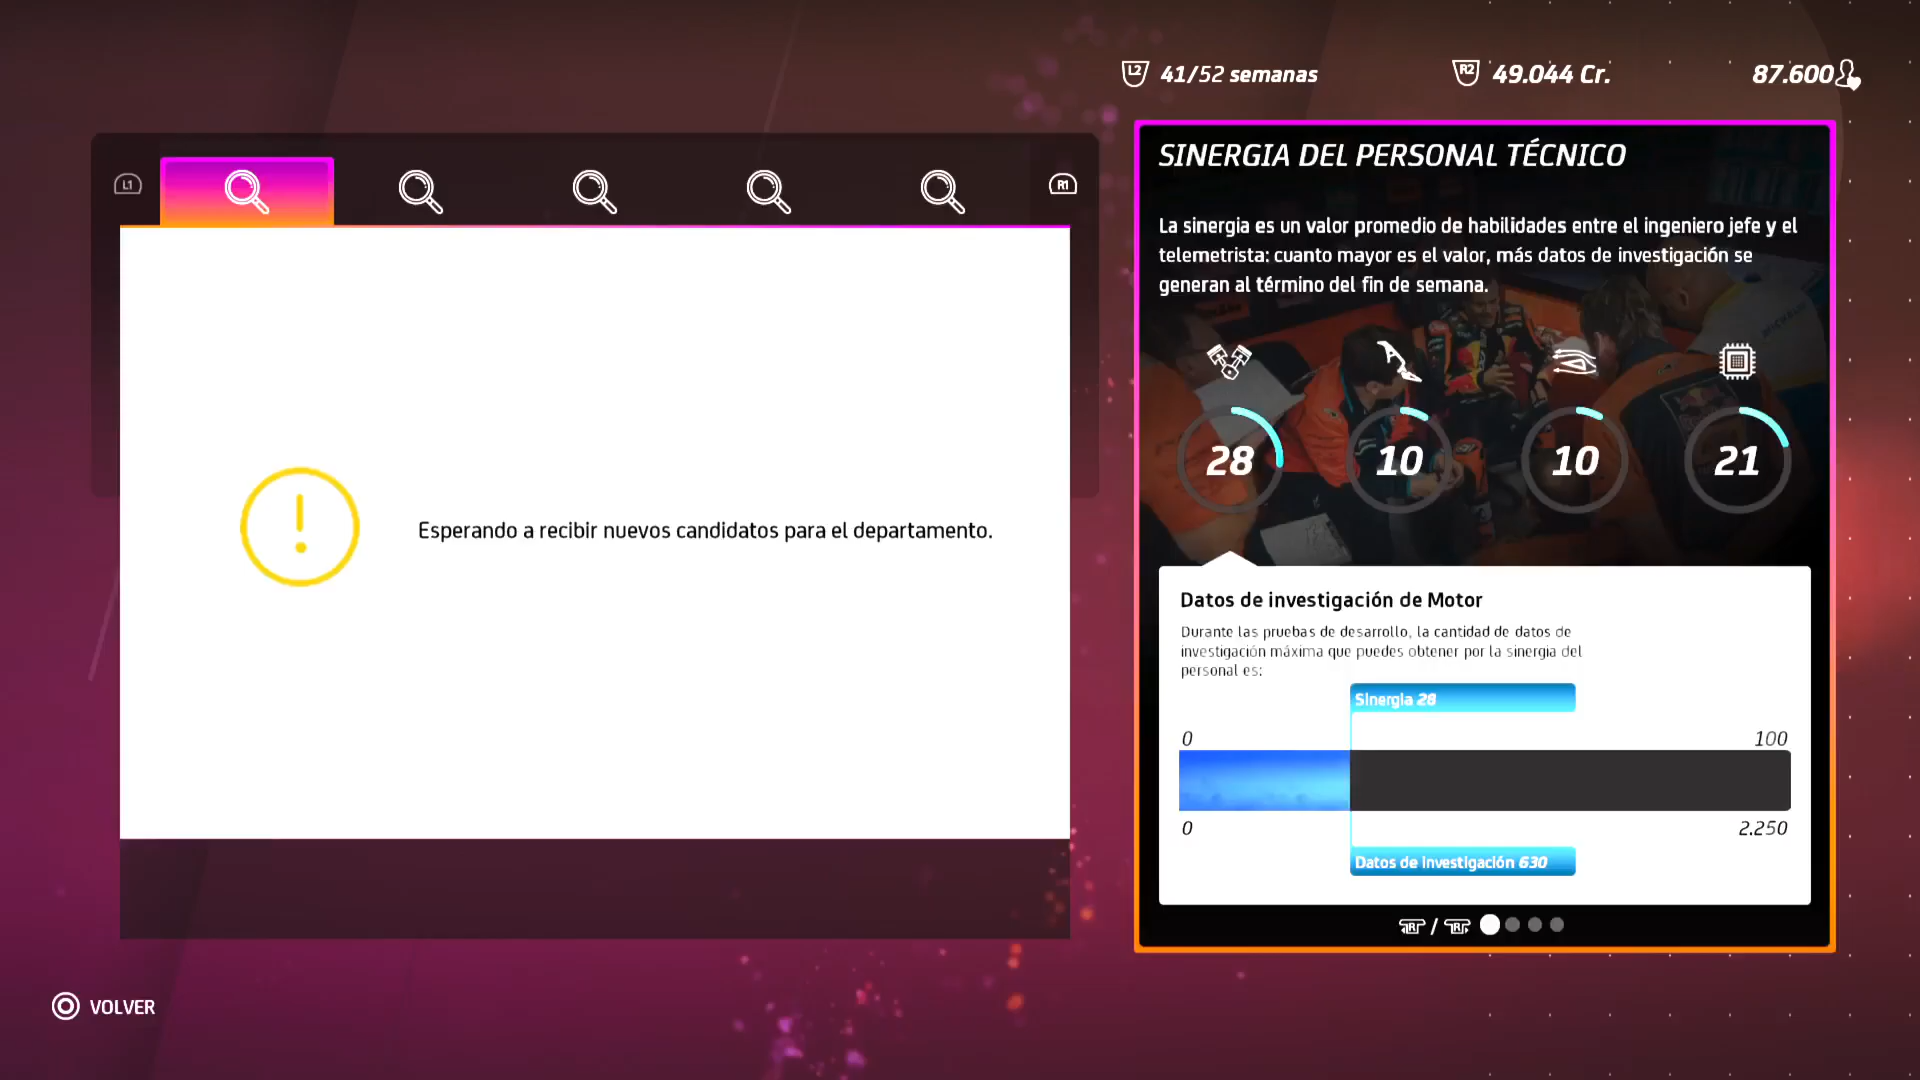 L2 41/52 semanas
R2 49.044 Cr.
87.600
L1
R1
Esperando a recibir nuevos candidatos para el departamento.
SINERGIA DEL PERSONAL TÉCNICO
La sinergia es un valor promedio de habilidades entre el ingeniero jefe y el
telemetrista: cuanto mayor es el valor, más datos de investigación se
generan al término del fin de semana.
28
10
10
21
Datos de investigación de Motor
Durante las pruebas de desarrollo, la cantidad de datos de
investigación máxima que puedes obtener por la sinergia del
personal es:
Sinergia 28
0
100
0
2.250
Datos de investigación 630
R / R
VOLVER